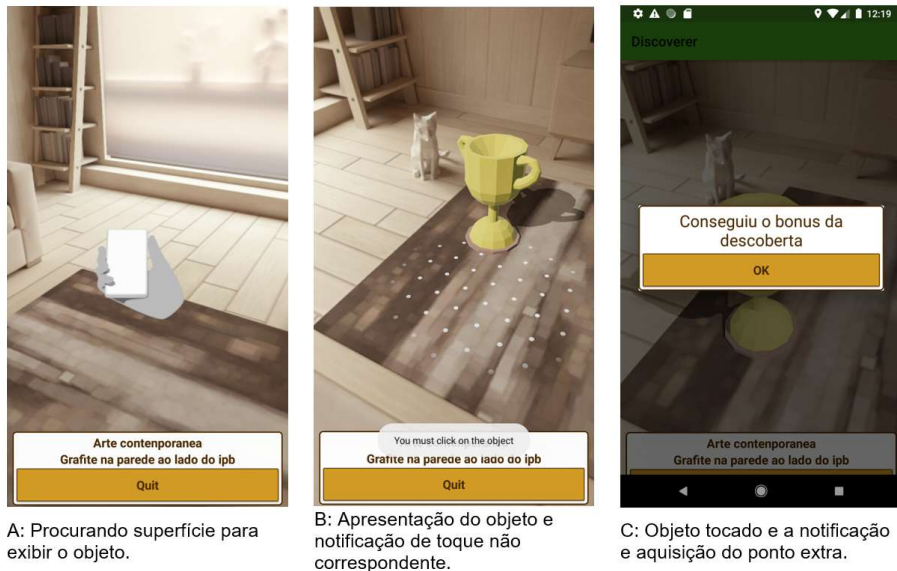 Arte contenporanea
Grafite na parede ao lado do ipb
Quit
A: Procurando superfície para
exibir o objeto.
You must click on the object
Grafite na parede ao lado do ipb
Quit
B: Apresentação do objeto e
notificação de toque não
correspondente.
12:19
Discoverer
Conseguiu o bonus da
descoberta
OK
Arte contenporanea
Grafite na parede ao lado do ipb
C: Objeto tocado e a notificação
e aquisição do ponto extra.